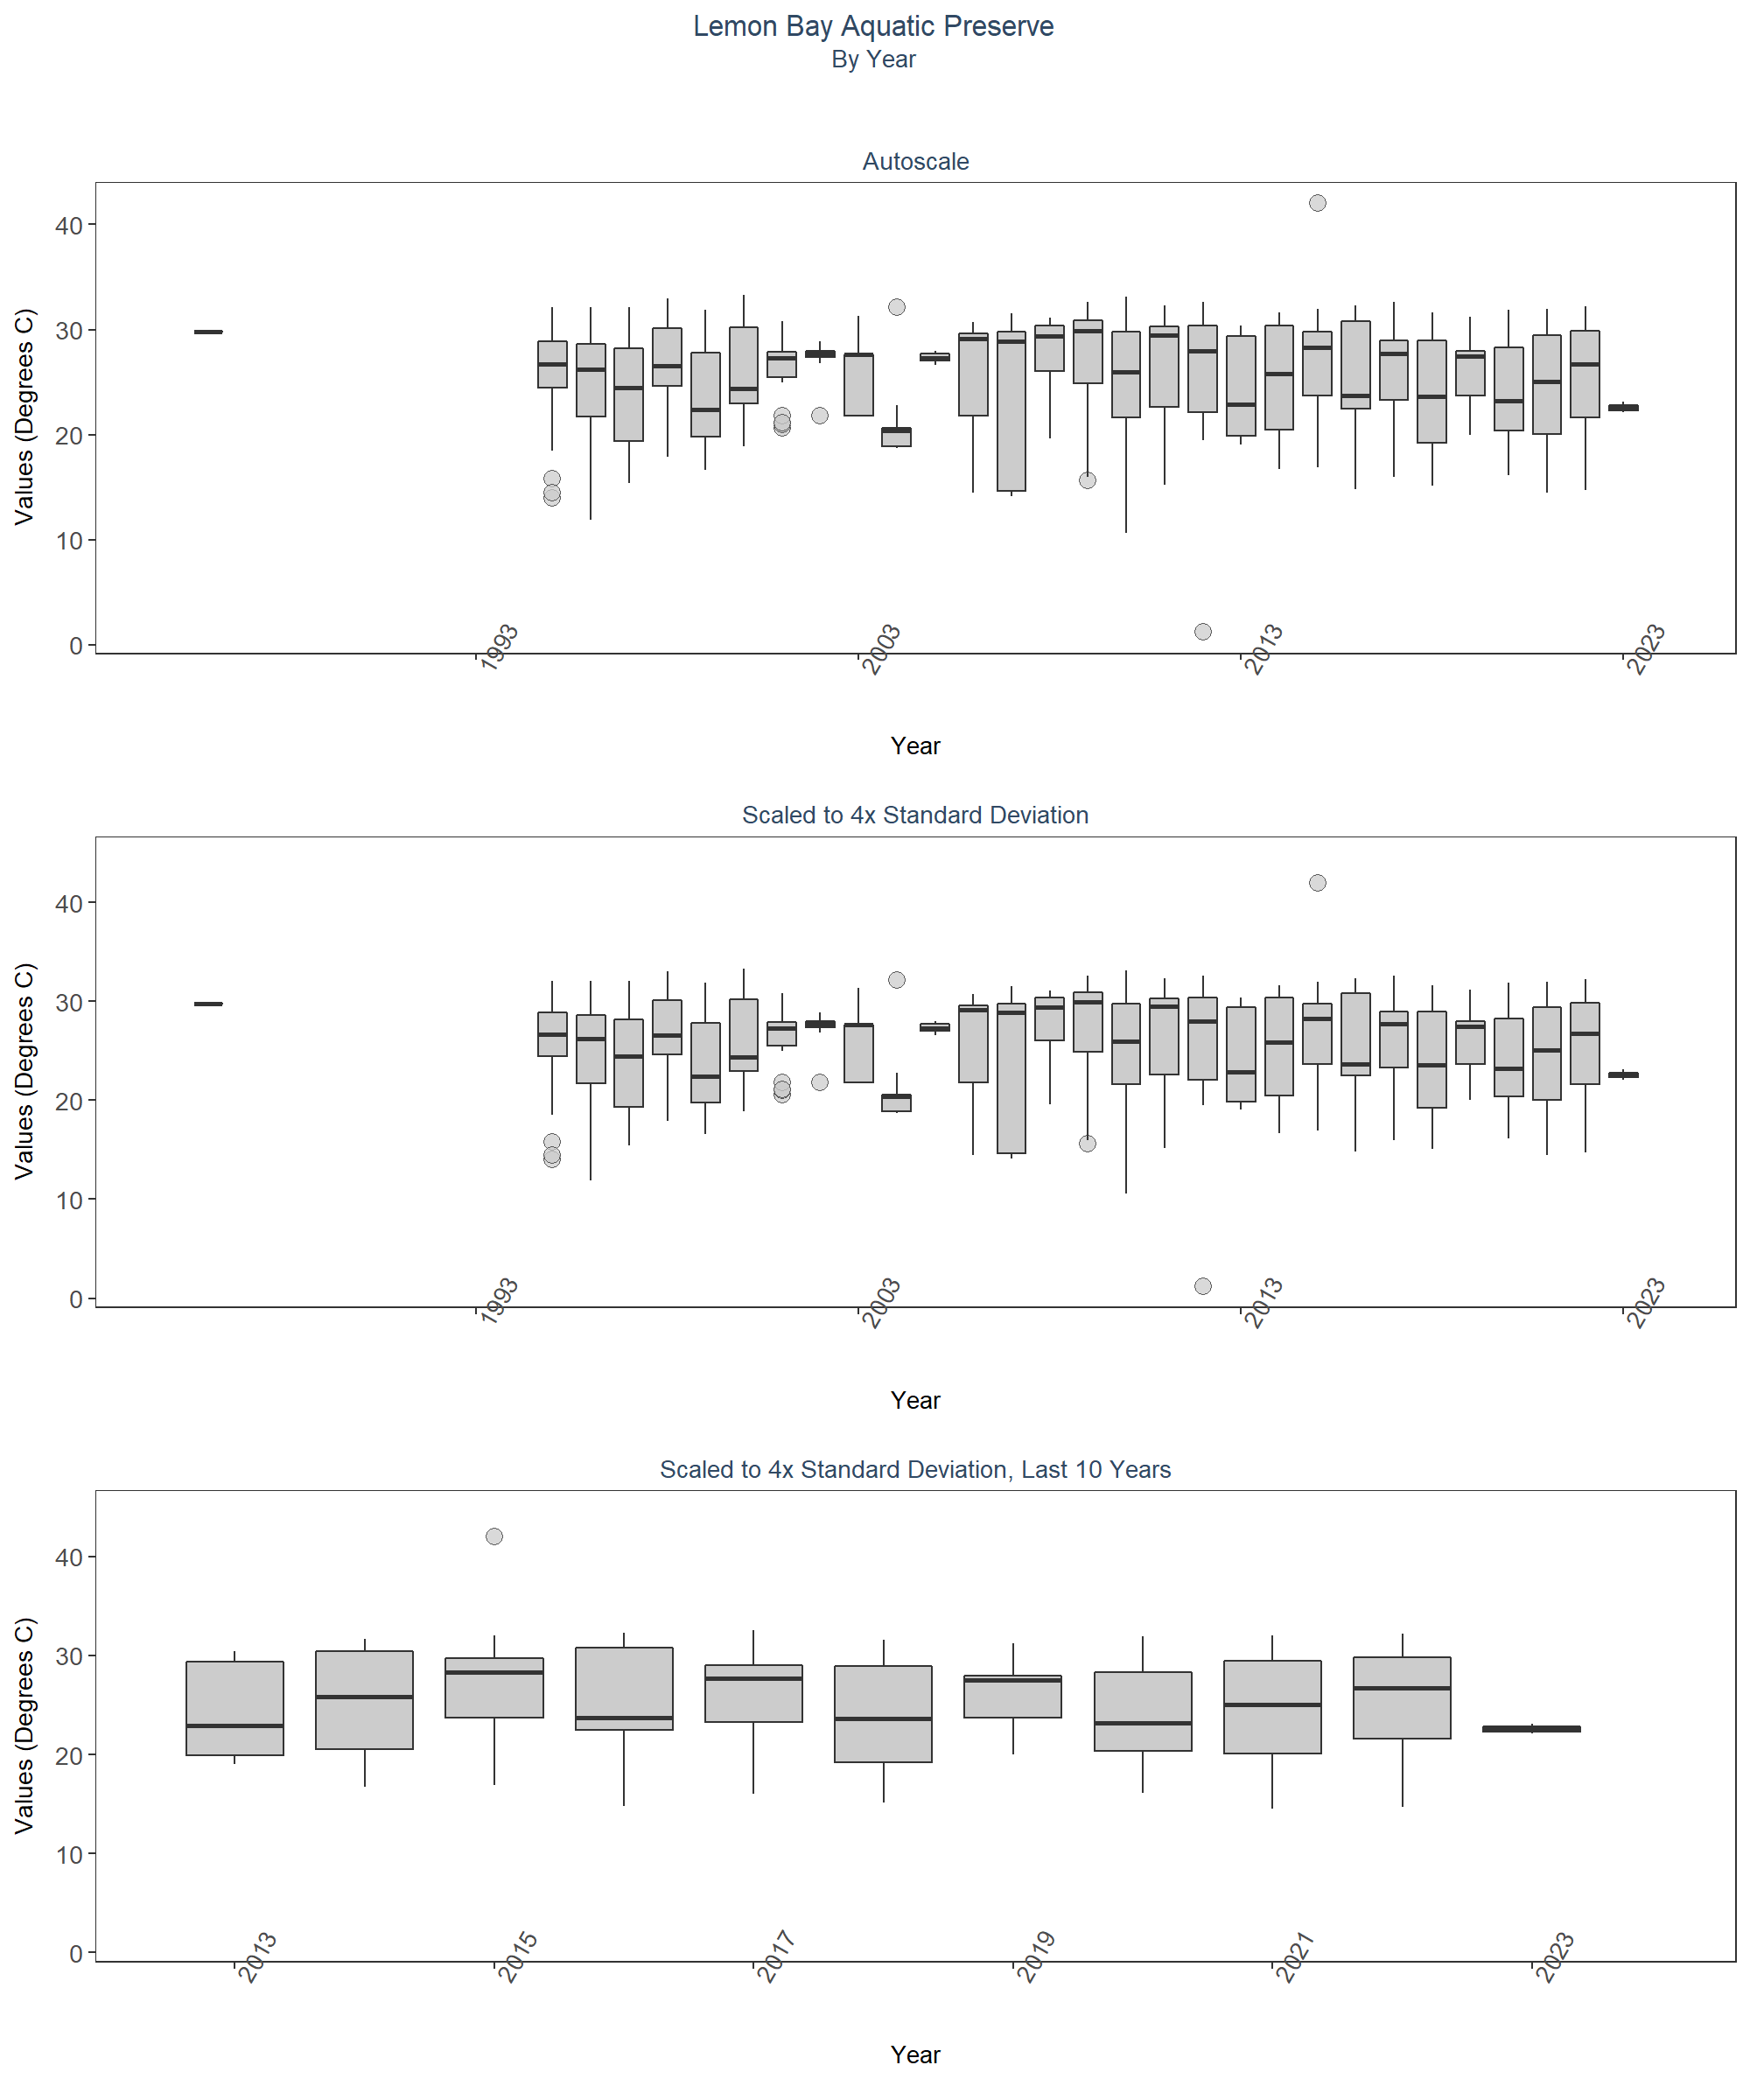 Lemon Bay Aquatic Preserve
By Year
Autoscale
Values (Degrees C)
40
30
20
10
0
1993
2003
2013
2023
Year
Scaled to 4x Standard Deviation
Values (Degrees C)
40
30
20
10
0
1993
2003
2013
2023
Year
Scaled to 4x Standard Deviation, Last 10 Years
Values (Degrees C)
40
30
20
10
0
2013
2015
2017
2019
2021
2023
Year